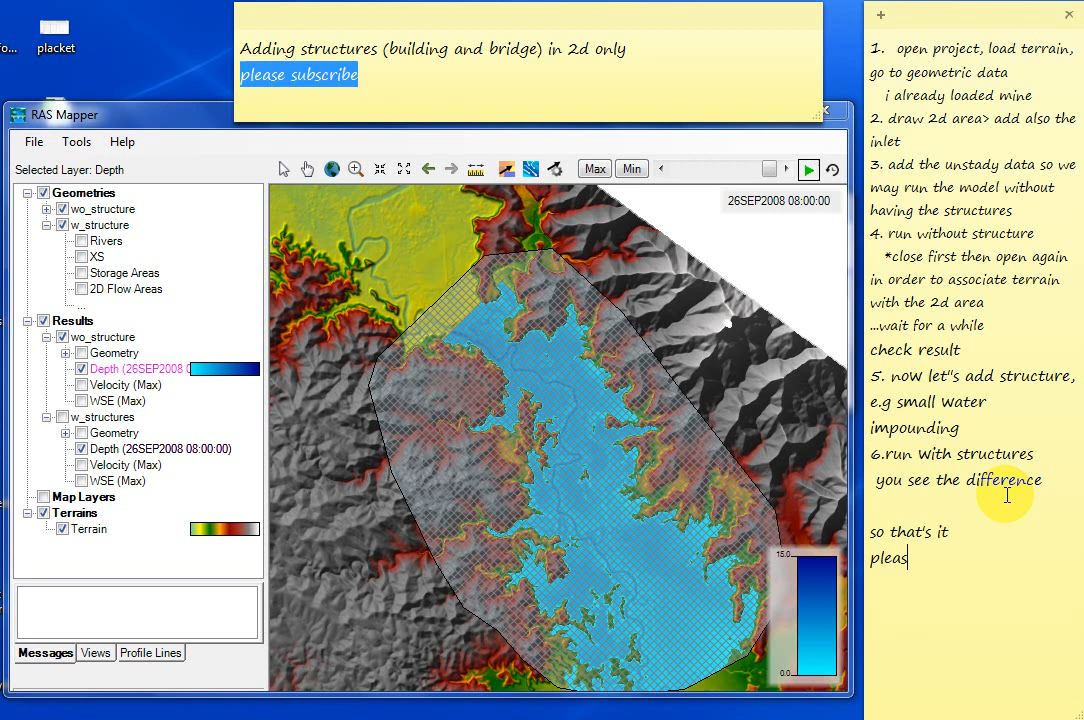 fo...
placket
Adding structures (building and bridge) in 2d only
please subscribe
RAS Mapper
File Tools Help
Selected Layer: Depth
Max Min
Geometries
wo_structure
w_structure
Rivers
XS
Storage Areas
2D Flow Areas
...
Results
wo_structure
Geometry
Depth (26SEP2008 0
Velocity (Max)
WSE (Max)
w_structures
Geometry
Depth (26SEP2008 08:00:00)
Velocity (Max)
WSE (Max)
Map Layers
Terrains
Terrain
Messages Views Profile Lines
26SEP2008 08:00:00
15.0
0.0
1. open project, load terrain,
go to geometric data
i already loaded mine
2. draw 2d area> add also the
inlet
3. add the unstady data so we
may run the model without
having the structures
4. run without structure
*close first then open again
in order to associate terrain
with the 2d area
...wait for a while
check result
5. now let"s add structure,
e.g small water
impounding
6.run with structures
you see the difference
so that's it
pleas